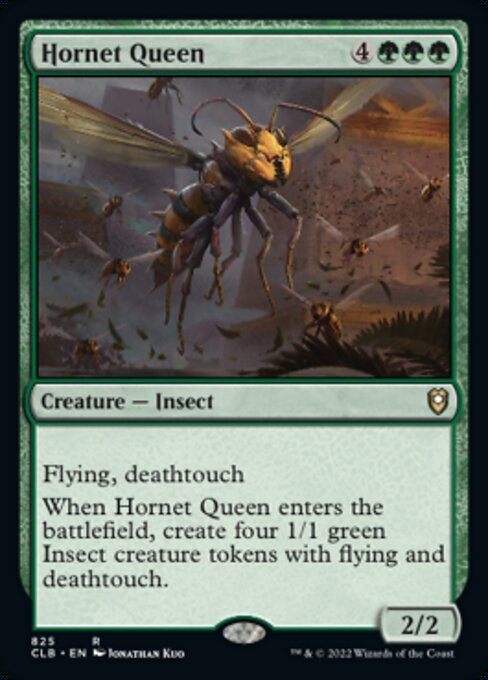 Hornet Queen 4
Creature — Insect
Flying, deathtouch
When Hornet Queen enters the
battlefield, create four 1/1 green
Insect creature tokens with flying and
deathtouch.
2/2
825 R
CLB • EN Jonathan Kuo
™ & © 2022 Wizards of the Coast